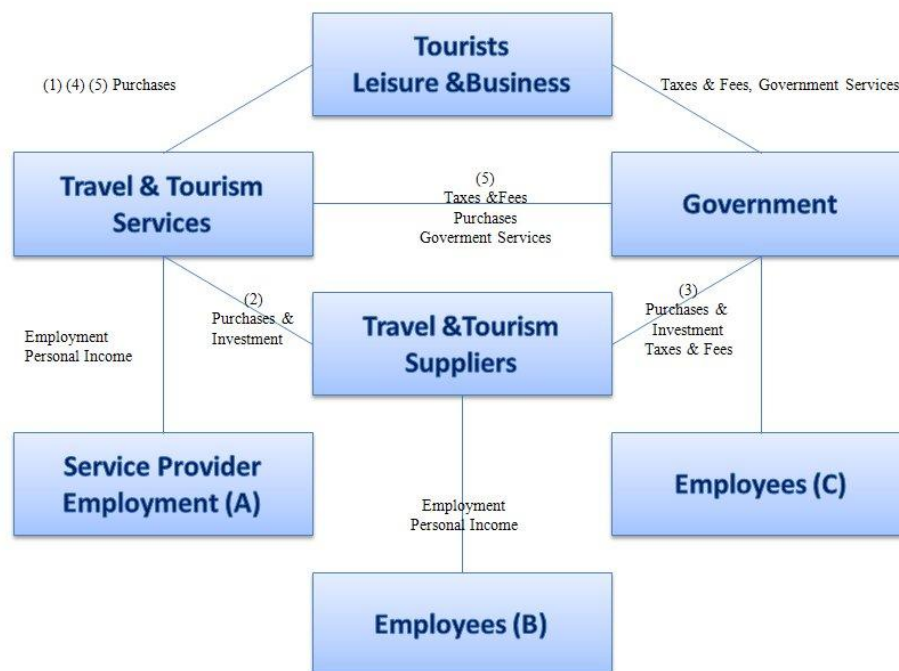 Tourists
Leisure &Business
(1) (4) (5) Purchases
Taxes & Fees, Government Services
Travel & Tourism
Services
(5)
Taxes &Fees
Purchases
Goverment Services
Government
(2)
Purchases &
Investment
Travel &Tourism
Suppliers
(3)
Purchases &
Investment
Taxes & Fees
Employment
Personal Income
Service Provider
Employment (A)
Employment
Personal Income
Employees (C)
Employees (B)